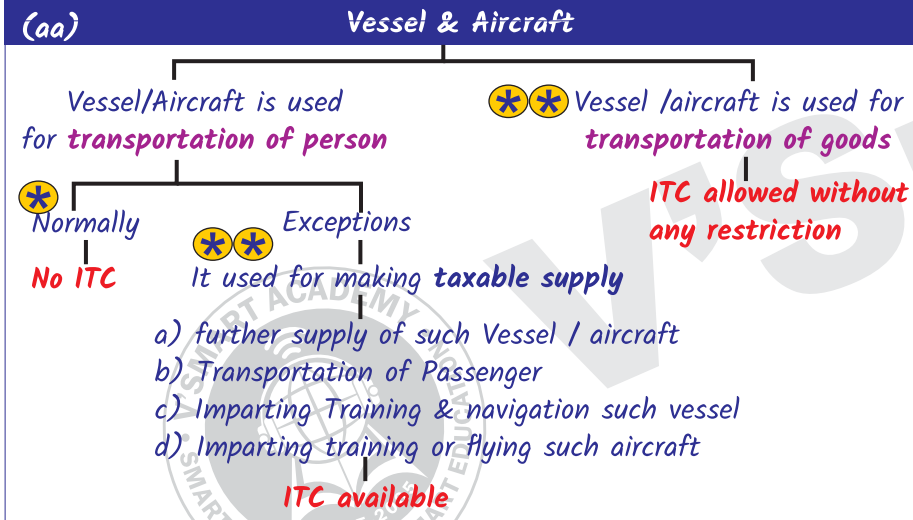 (aa) Vessel & Aircraft
Vessel/Aircraft is used
for transportation of person
** Vessel /aircraft is used for
transportation of goods
ITC allowed without
any restriction
*
Normally
No ITC
Exceptions
**
It used for making taxable supply
a) further supply of such Vessel / aircraft
b) Transportation of Passenger
c) Imparting Training & navigation such vessel
d) Imparting training or flying such aircraft
ITC available
V'SMART ACADEMY